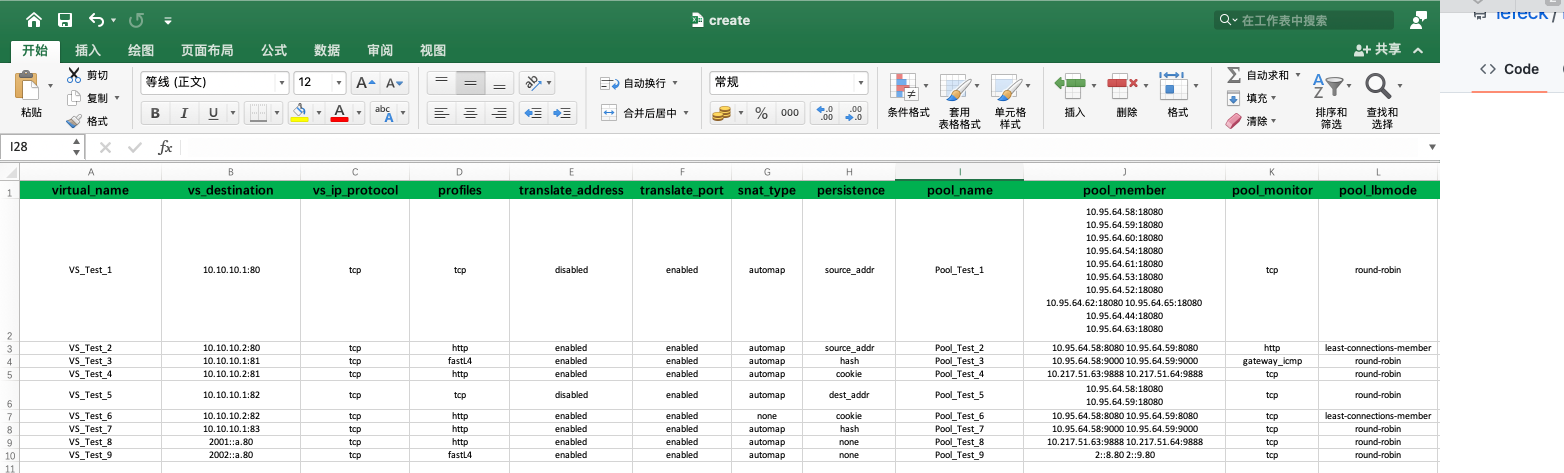 create
在工作表中搜索
lefeck /
开始 插入 绘图 页面布局 公式 数据 审阅 视图
共享
Code
粘贴
剪切
复制
格式
等线 (正文) 12 A A
B I U A abc A
自动换行
合并后居中
常规
% 000 .0 .00 .00 .0
条件格式
套用
表格格式
单元格
样式
插入
删除
格式
自动求和
填充
清除
排序和
筛选
查找和
选择
I28 fx
A B C D E F G H I J K L
1 virtual_name vs_destination vs_ip_protocol profiles translate_address translate_port snat_type persistence pool_name pool_member pool_monitor pool_lbmode
10.95.64.58:18080
10.95.64.59:18080
10.95.64.60:18080
10.95.64.54:18080
VS_Test_1 10.10.10.1:80 tcp tcp disabled enabled automap source_addr Pool_Test_1 10.95.64.61:18080 tcp round-robin
10.95.64.53:18080
10.95.64.52:18080
10.95.64.62:18080 10.95.64.65:18080
10.95.64.44:18080
2 10.95.64.63:18080
3 VS_Test_2 10.10.10.2:80 tcp http enabled enabled automap source_addr Pool_Test_2 10.95.64.58:8080 10.95.64.59:8080 http least-connections-member
4 VS_Test_3 10.10.10.1:81 tcp fastL4 enabled enabled automap hash Pool_Test_3 10.95.64.58:9000 10.95.64.59:9000 gateway_icmp round-robin
5 VS_Test_4 10.10.10.2:81 tcp http enabled enabled automap cookie Pool_Test_4 10.217.51.63:9888 10.217.51.64:9888 tcp round-robin
10.95.64.58:18080
6 VS_Test_5 10.10.10.1:82 tcp tcp disabled enabled automap dest_addr Pool_Test_5 10.95.64.59:18080 tcp round-robin
7 VS_Test_6 10.10.10.2:82 tcp http enabled enabled none cookie Pool_Test_6 10.95.64.58:8080 10.95.64.59:8080 tcp least-connections-member
8 VS_Test_7 10.10.10.1:83 tcp http enabled enabled automap hash Pool_Test_7 10.95.64.58:9000 10.95.64.59:9000 tcp round-robin
9 VS_Test_8 2001::a.80 tcp http enabled enabled automap none Pool_Test_8 10.217.51.63:9888 10.217.51.64:9888 tcp round-robin
10 VS_Test_9 2002::a.80 tcp fastL4 enabled enabled automap none Pool_Test_9 2::8.80 2::9.80 tcp round-robin
11